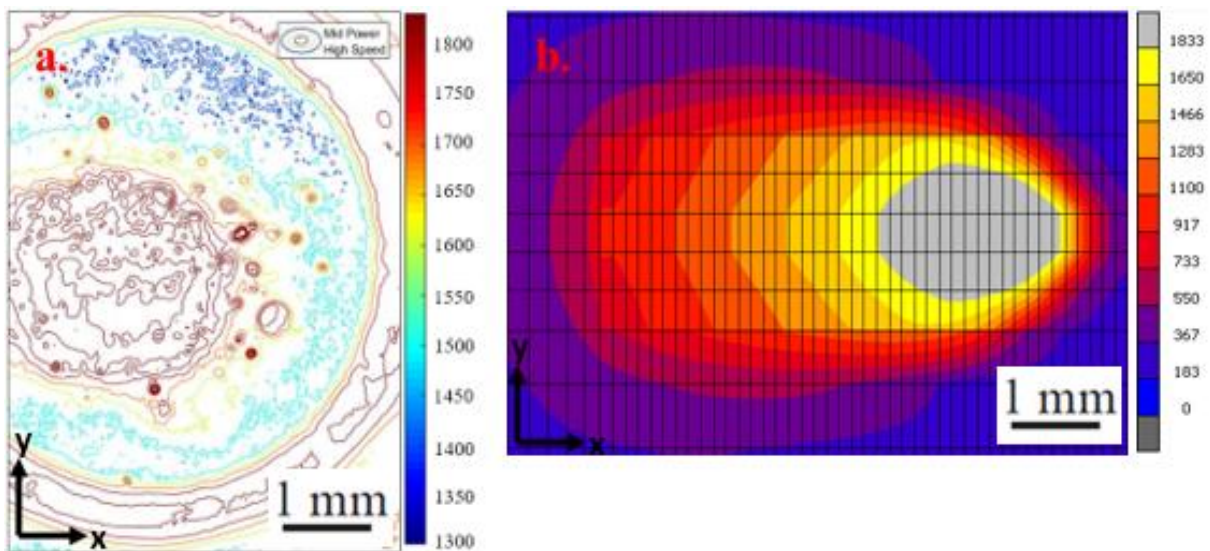 a.
Mid Power
High Speed
1800
1750
1700
1650
1600
1550
1500
1450
1400
1350
1300
y
x
1 mm
b.
1833
1650
1466
1283
1100
917
733
550
367
183
0
y
x
1 mm